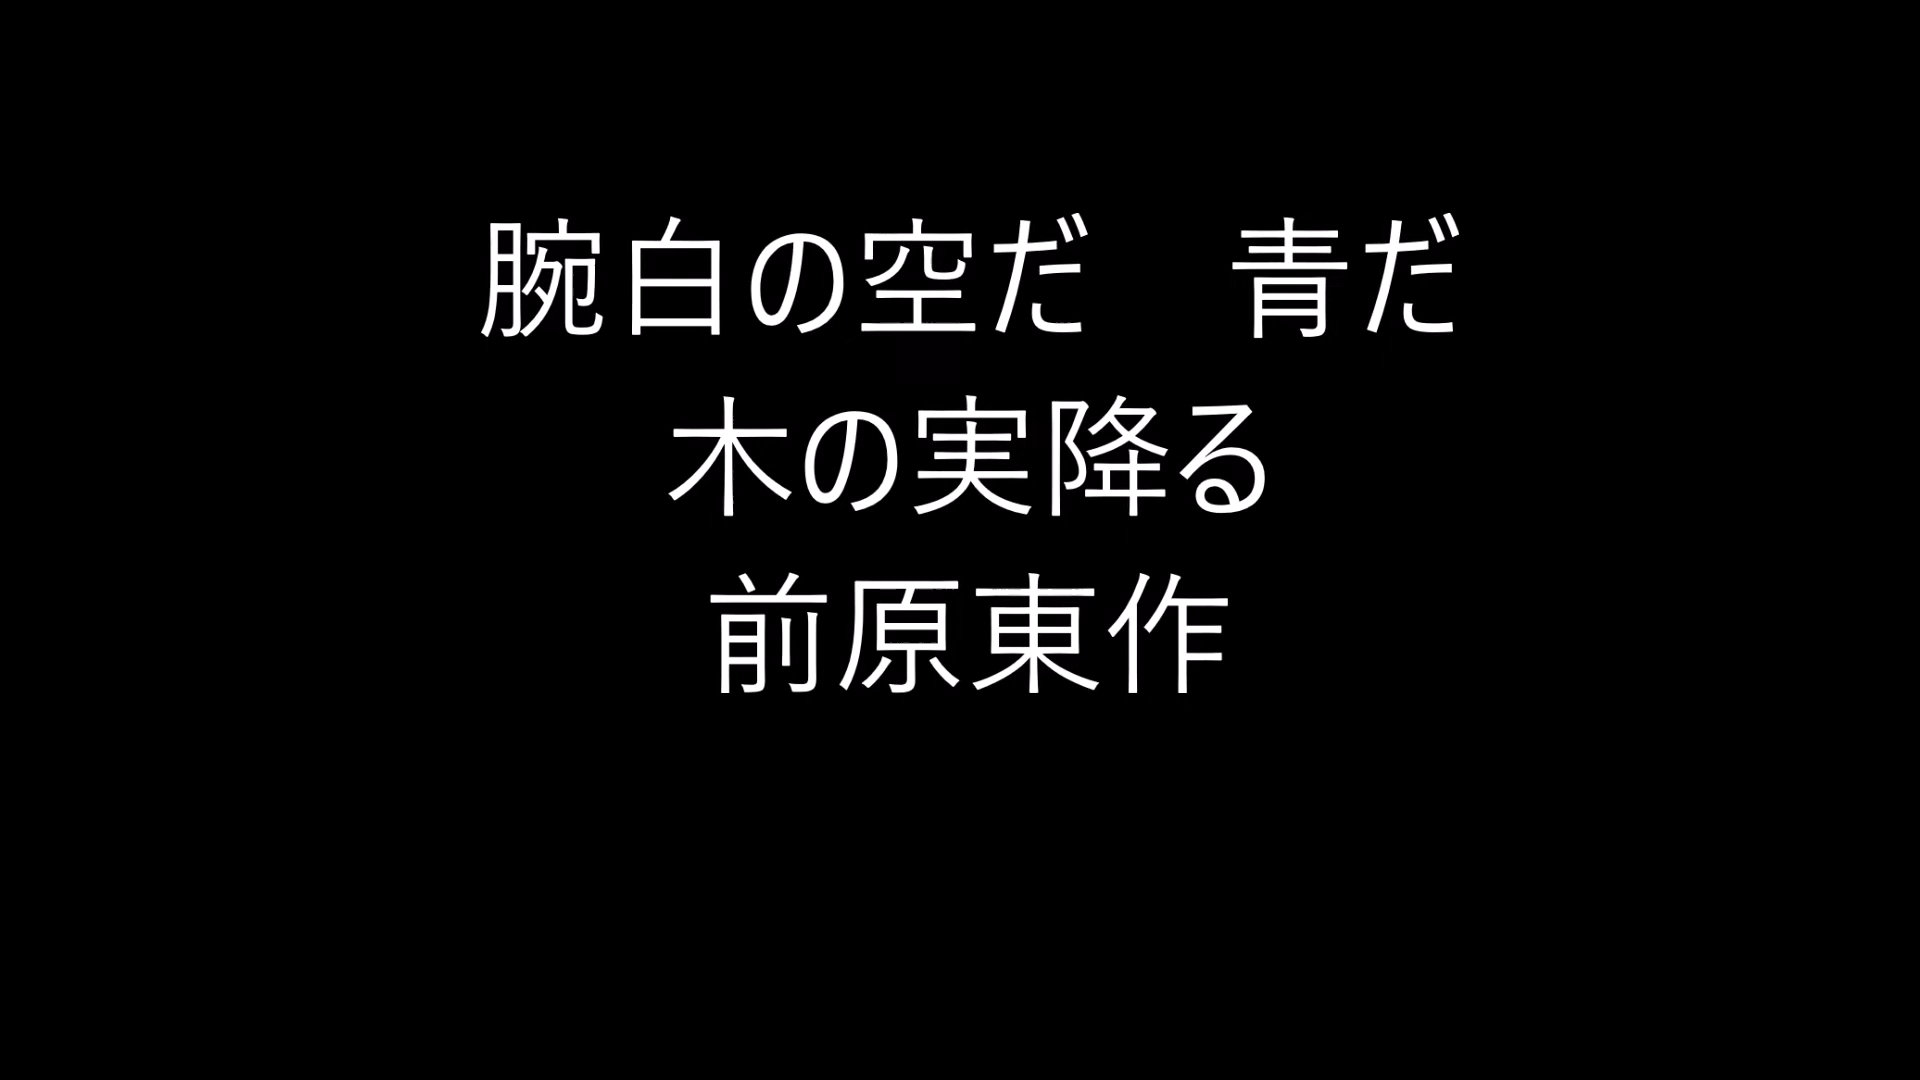 腕白の空だ　青だ
木の実降る
前原東作